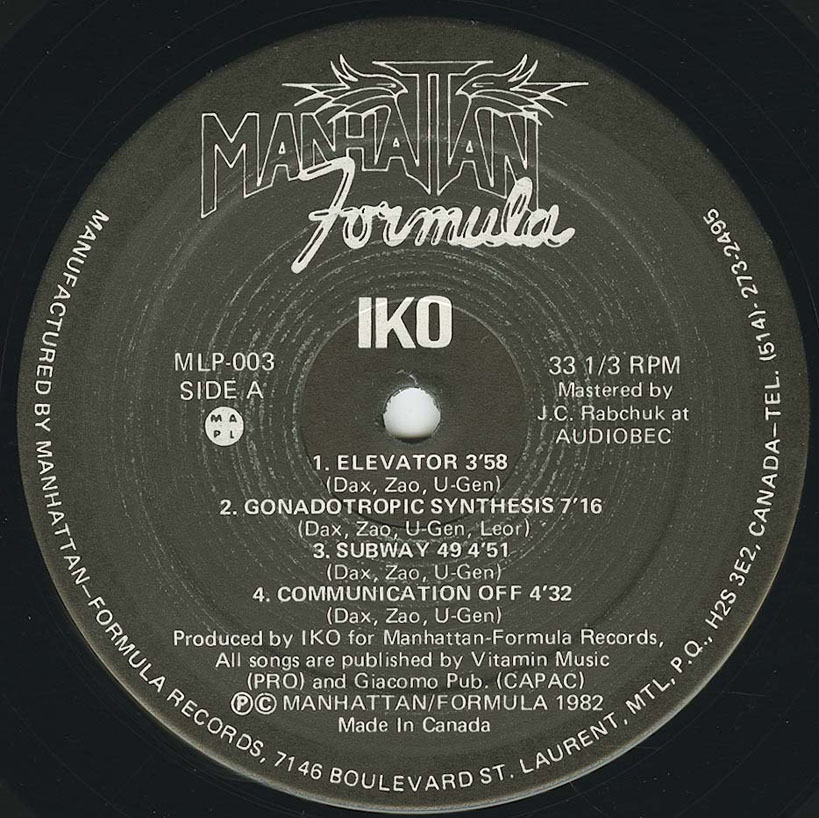 MANHATTAN
Formula
IKO
MLP-003
SIDE A
M A
P L
33 1/3 RPM
Mastered by
J.C. Rabchuk at
AUDIOBEC
1. ELEVATOR 3'58
(Dax, Zao, U-Gen)
2. GONADOTROPIC SYNTHESIS 7'16
(Dax, Zao, U-Gen, Leor)
3. SUBWAY 49 4'51
(Dax, Zao, U-Gen)
4. COMMUNICATION OFF 4'32
(Dax, Zao, U-Gen)
Produced by IKO for Manhattan-Formula Records,
All songs are published by Vitamin Music
(PRO) and Giacomo Pub. (CAPAC)
ⓅⒸ MANHATTAN/FORMULA 1982
Made In Canada
MANUFACTURED BY MANHATTAN–FORMULA RECORDS, 7146 BOULEVARD ST. LAURENT, MTL, P.Q., H2S 3E2, CANADA–TEL. (514)- 273-2495